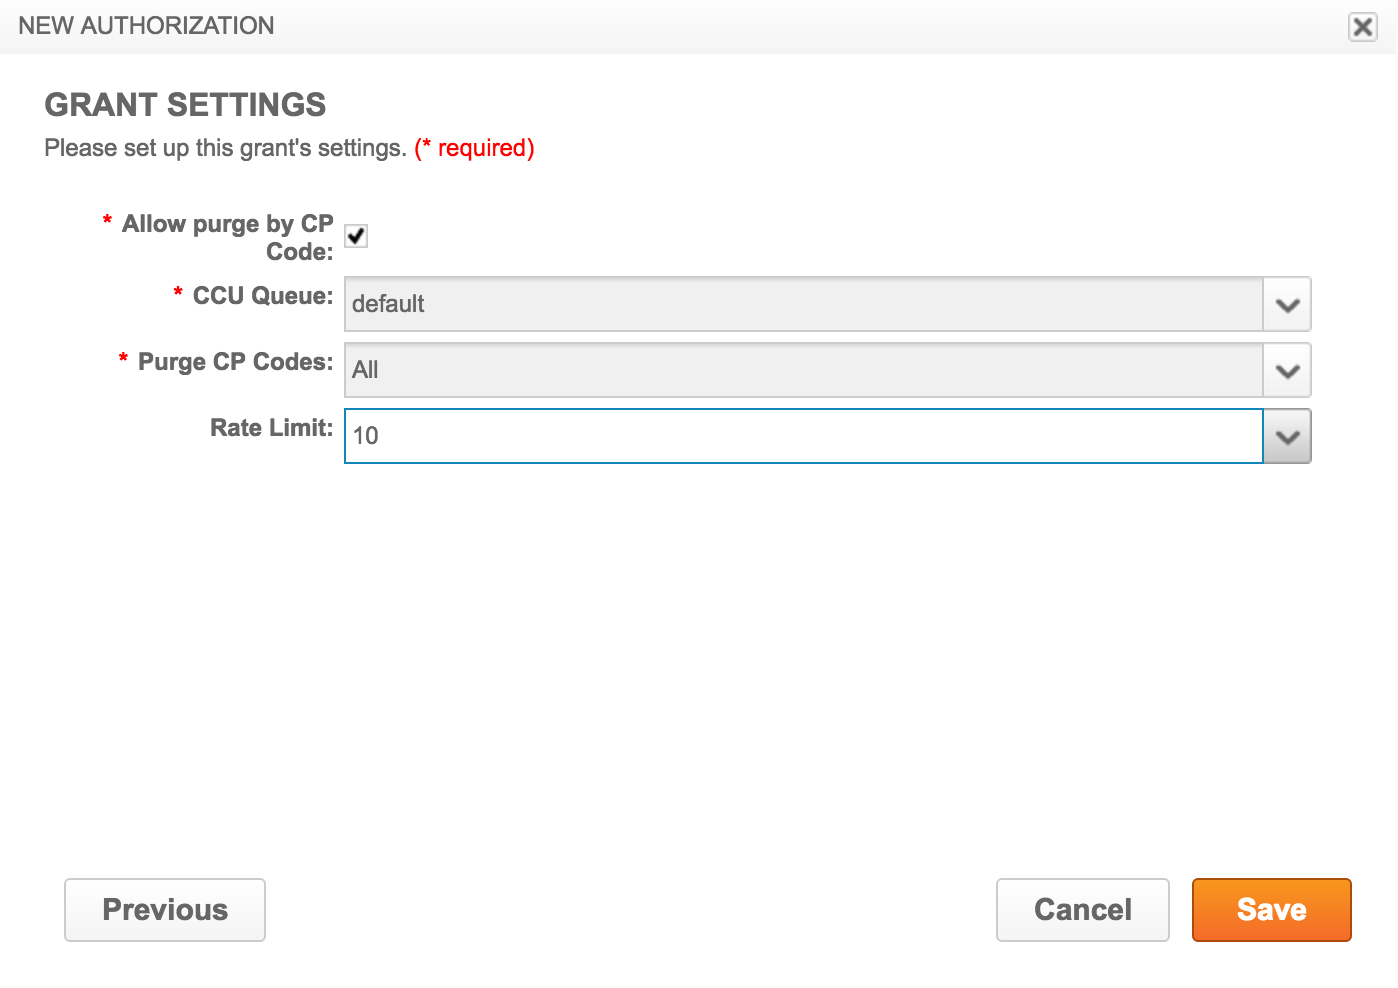 NEW AUTHORIZATION
GRANT SETTINGS
Please set up this grant's settings. (* required)
* Allow purge by CP
Code:
* CCU Queue: default
* Purge CP Codes: All
Rate Limit: 10
Previous Cancel Save